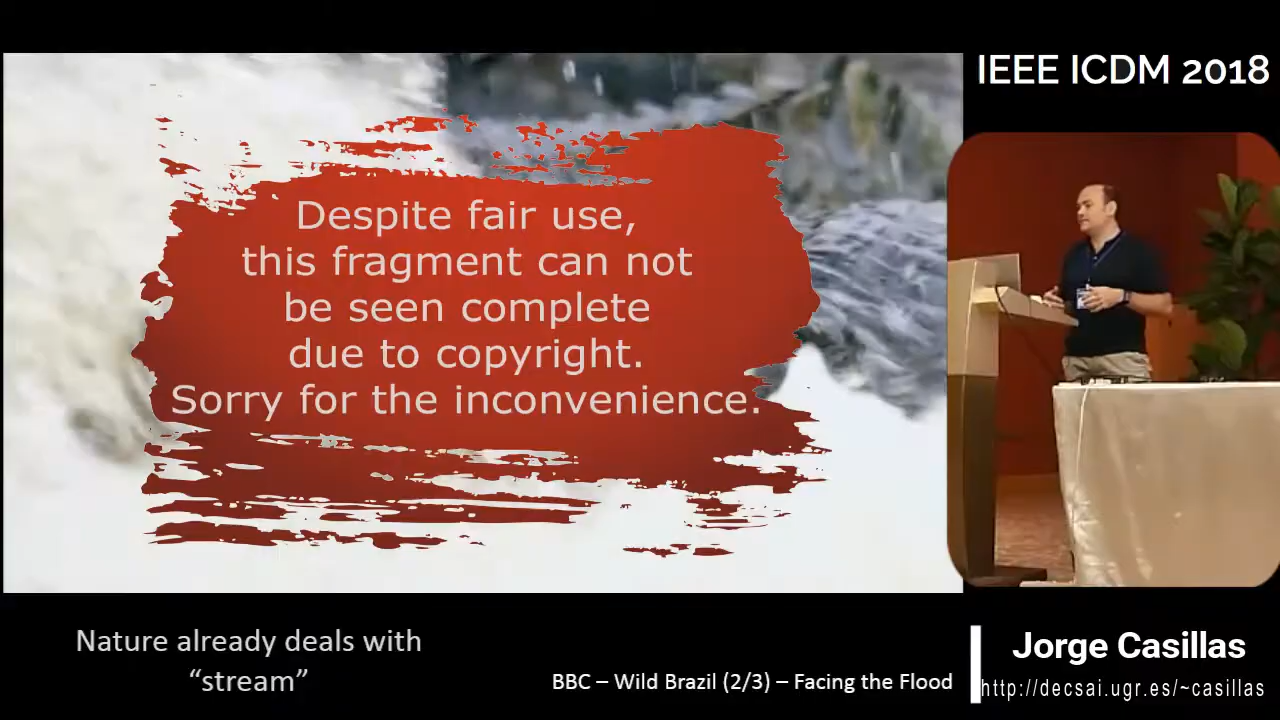 IEEE ICDM 2018
Despite fair use,
this fragment can not
be seen complete
due to copyright.
Sorry for the inconvenience.
Nature already deals with
“stream”
BBC – Wild Brazil (2/3) – Facing the Flood
Jorge Casillas
http://decsai.ugr.es/~casillas